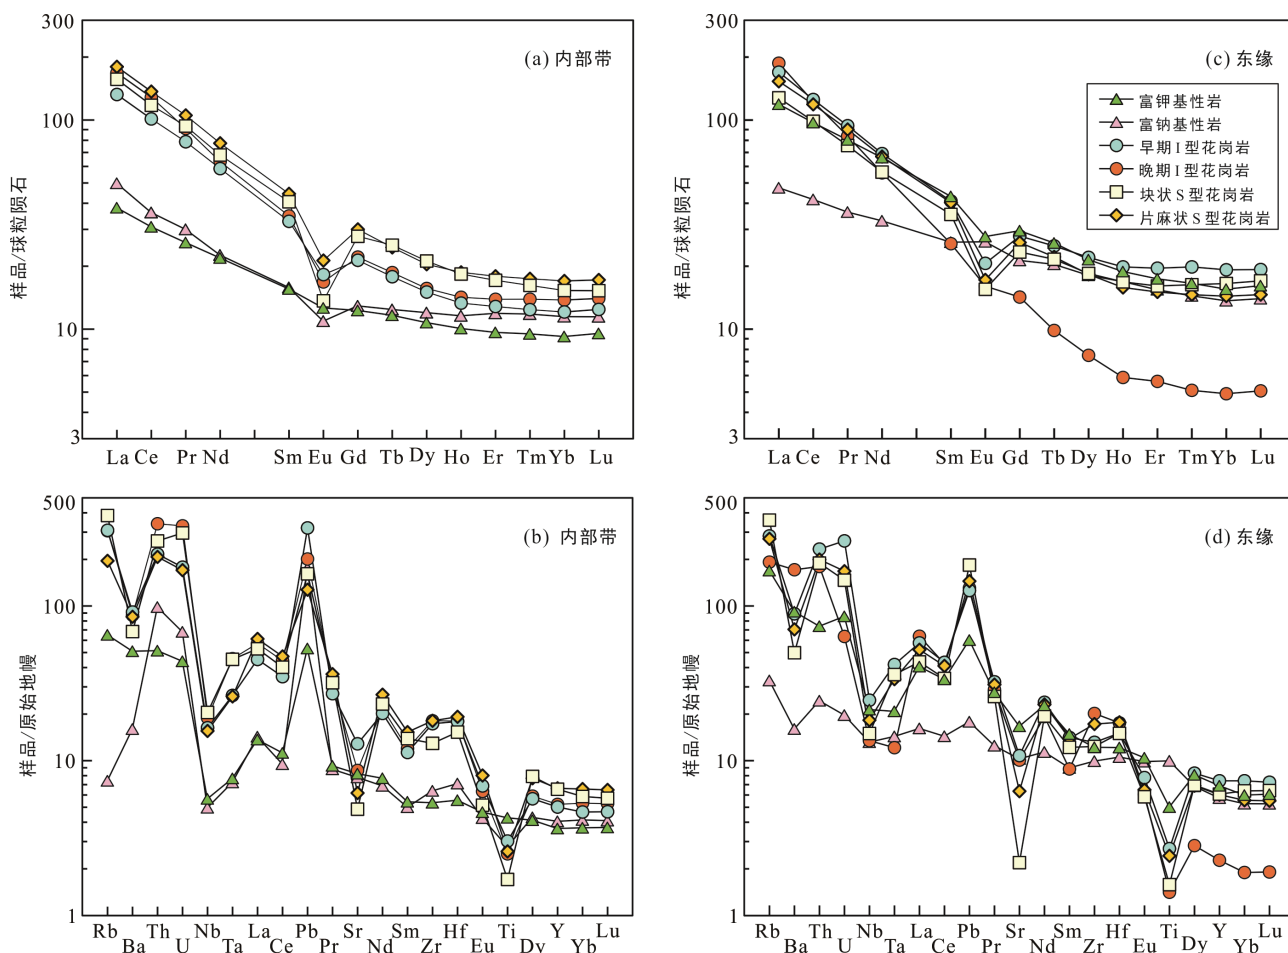 300
100
10
3
样品/球粒陨石
(a) 内部带
La Ce Pr Nd Sm Eu Gd Tb Dy Ho Er Tm Yb Lu
300
100
10
3
样品/球粒陨石
(c) 东缘
富钾基性岩
富钠基性岩
早期I型花岗岩
晚期I型花岗岩
块状S型花岗岩
片麻状S型花岗岩
La Ce Pr Nd Sm Eu Gd Tb Dy Ho Er Tm Yb Lu
500
100
10
1
样品/原始地幔
(b) 内部带
Rb Ba Th U Nb Ta La Ce Pb Pr Sr Nd Sm Zr Hf Eu Ti Dy Y Yb Lu
500
100
10
1
样品/原始地幔
(d) 东缘
Rb Ba Th U Nb Ta La Ce Pb Pr Sr Nd Sm Zr Hf Eu Ti Dy Y Yb Lu